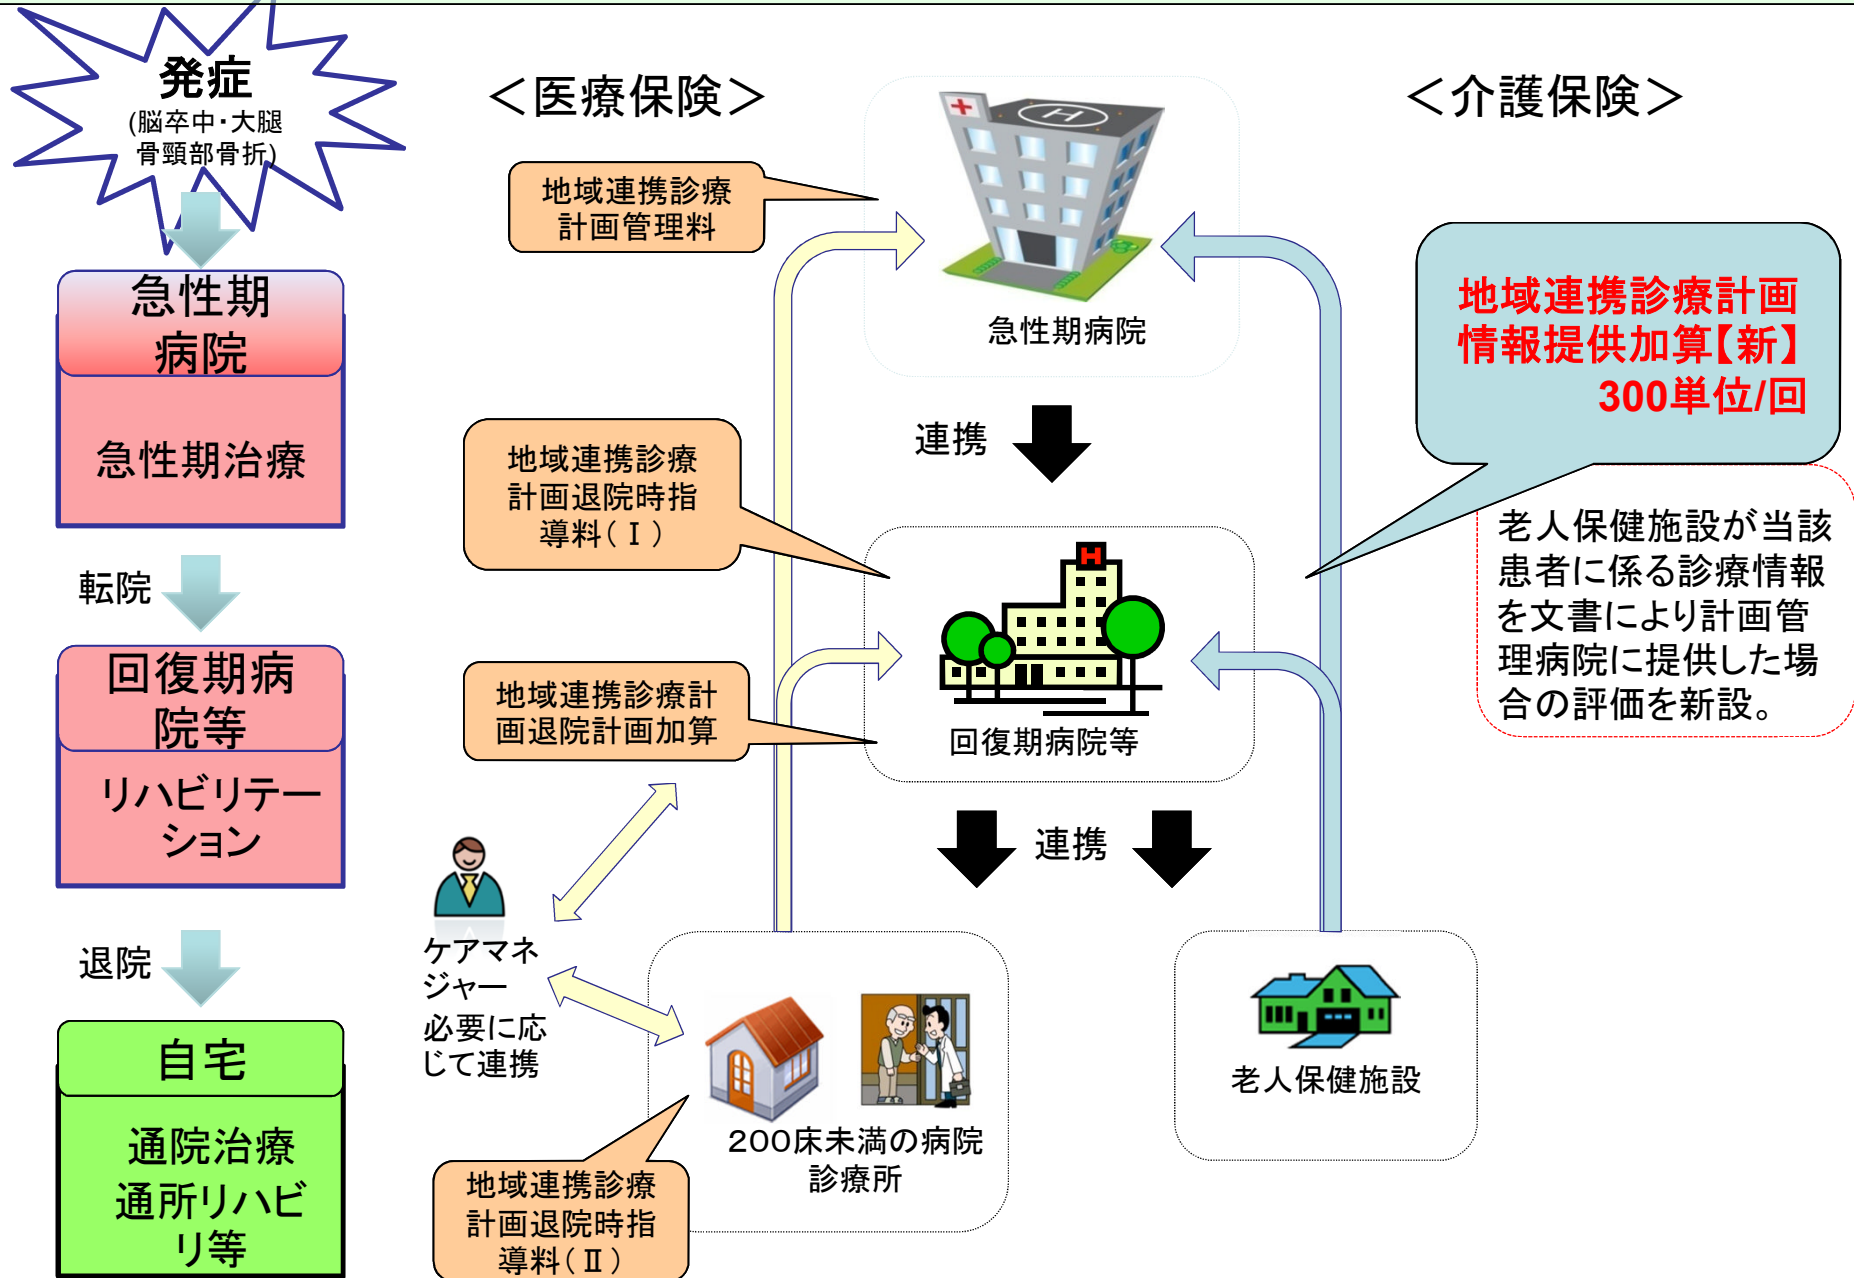 発症
(脳卒中・大腿
骨頸部骨折)
急性期
病院
急性期治療
転院
回復期病
院等
リハビリテー
ション
退院
自宅
通院治療
通所リハビ
リ等
＜医療保険＞
＜介護保険＞
地域連携診療
計画管理料
急性期病院
連携
地域連携診療
計画退院時指
導料（Ⅰ）
地域連携診療計
画退院計画加算
回復期病院等
連携
ケアマネ
ジャー
必要に応
じて連携
200床未満の病院
診療所
地域連携診療
計画退院時指
導料（Ⅱ）
地域連携診療計画
情報提供加算【新】
300単位/回
老人保健施設が当該
患者に係る診療情報
を文書により計画管
理病院に提供した場
合の評価を新設。
老人保健施設
H
H